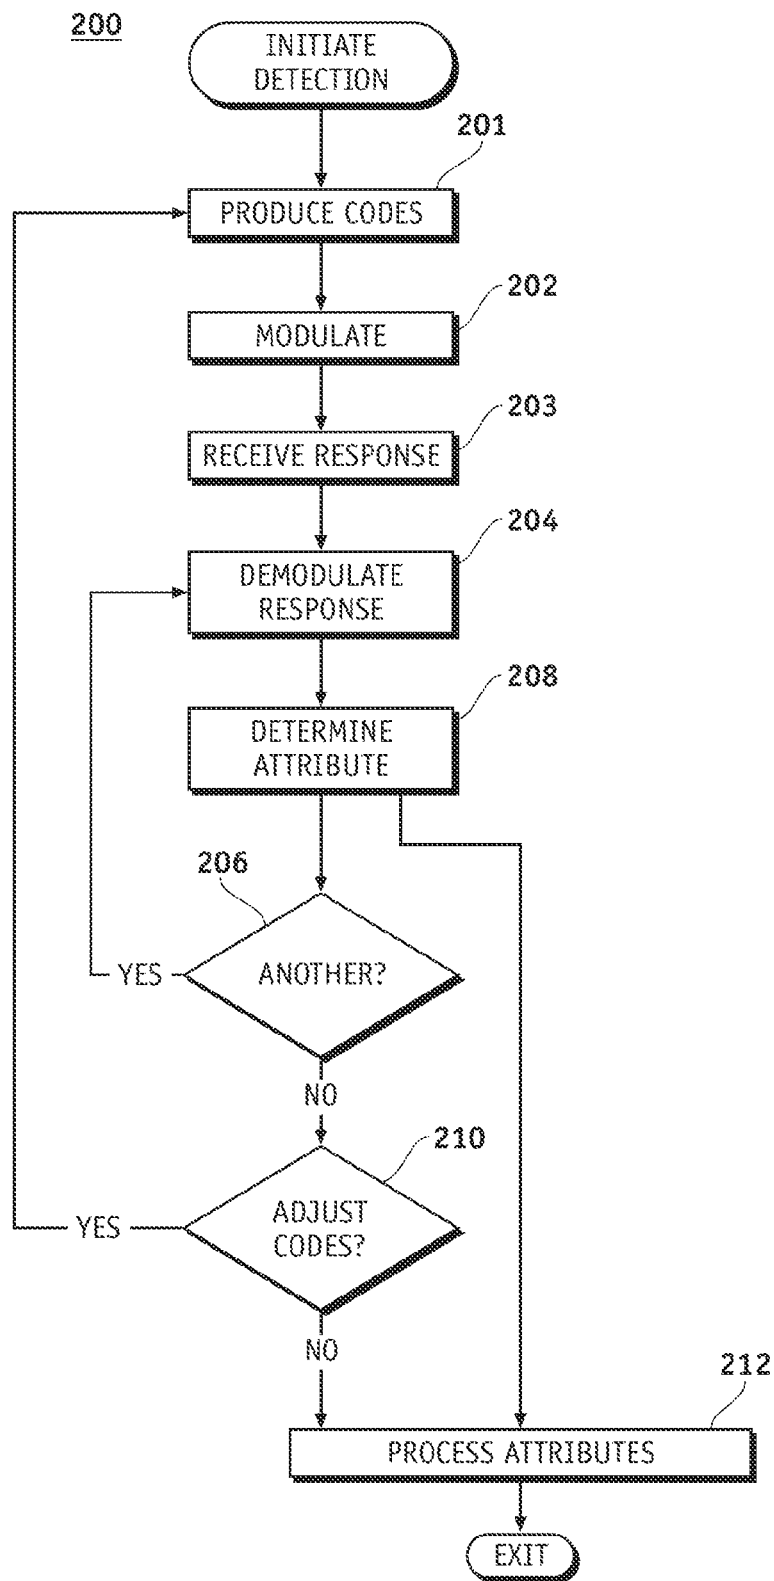 200
INITIATE
DETECTION
201
PRODUCE CODES
202
MODULATE
203
RECEIVE RESPONSE
204
DEMODULATE
RESPONSE
208
DETERMINE
ATTRIBUTE
206
ANOTHER?
YES
NO
210
ADJUST
CODES?
YES
NO
212
PROCESS ATTRIBUTES
EXIT